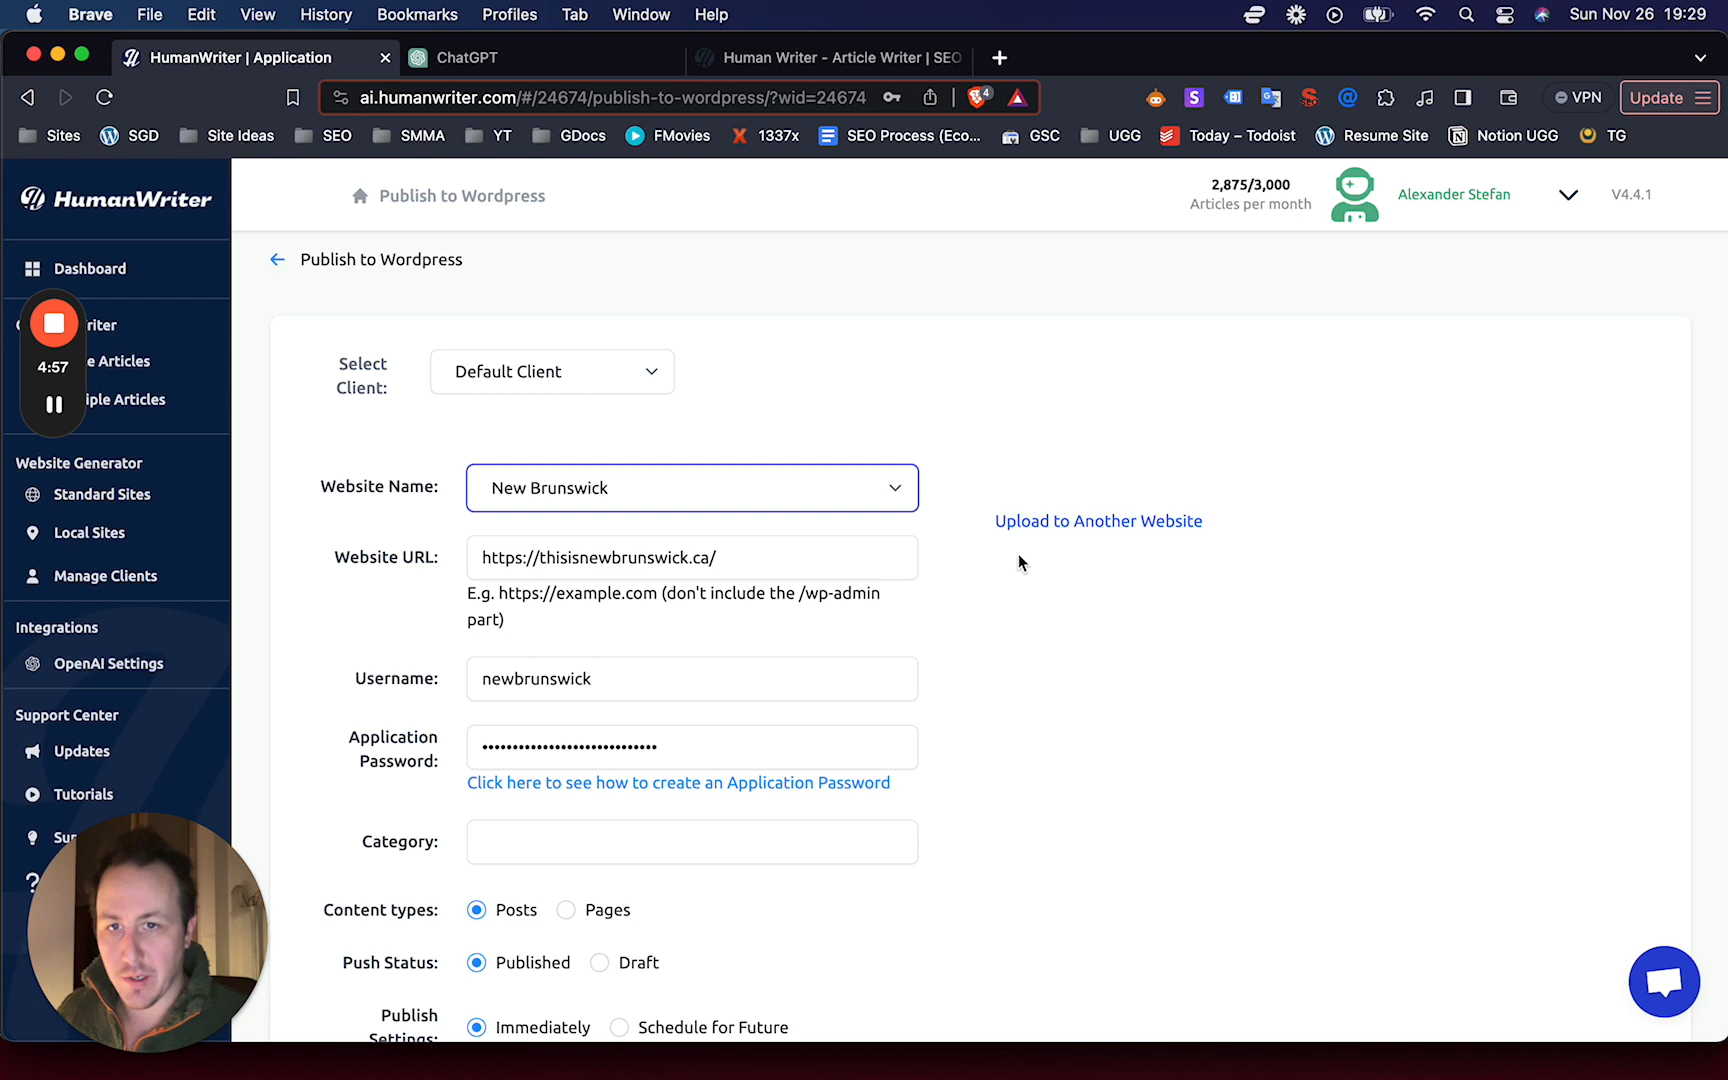 Brave File Edit View History Bookmarks Profiles Tab Window Help Sun Nov 26 19:29
HumanWriter | Application ChatGPT Human Writer - Article Writer | SEO
ai.humanwriter.com/#/24674/publish-to-wordpress/?wid=24674 4 VPN Update
Sites SGD Site Ideas SEO SMMA YT GDocs FMovies 1337x SEO Process (Eco... GSC UGG Today – Todoist Resume Site Notion UGG TG
HumanWriter
Publish to Wordpress
2,875/3,000
Articles per month
Alexander Stefan
V4.4.1
Dashboard
riter
4:57
e Articles
iple Articles
Website Generator
Standard Sites
Local Sites
Manage Clients
Integrations
OpenAI Settings
Support Center
Updates
Tutorials
Sup
?
Publish to Wordpress
Select
Client:
Default Client
Website Name: New Brunswick
Upload to Another Website
Website URL: https://thisisnewbrunswick.ca/
E.g. https://example.com (don't include the /wp-admin
part)
Username: newbrunswick
Application
Password:
Click here to see how to create an Application Password
Category:
Content types: Posts Pages
Push Status: Published Draft
Publish
Settings: Immediately Schedule for Future